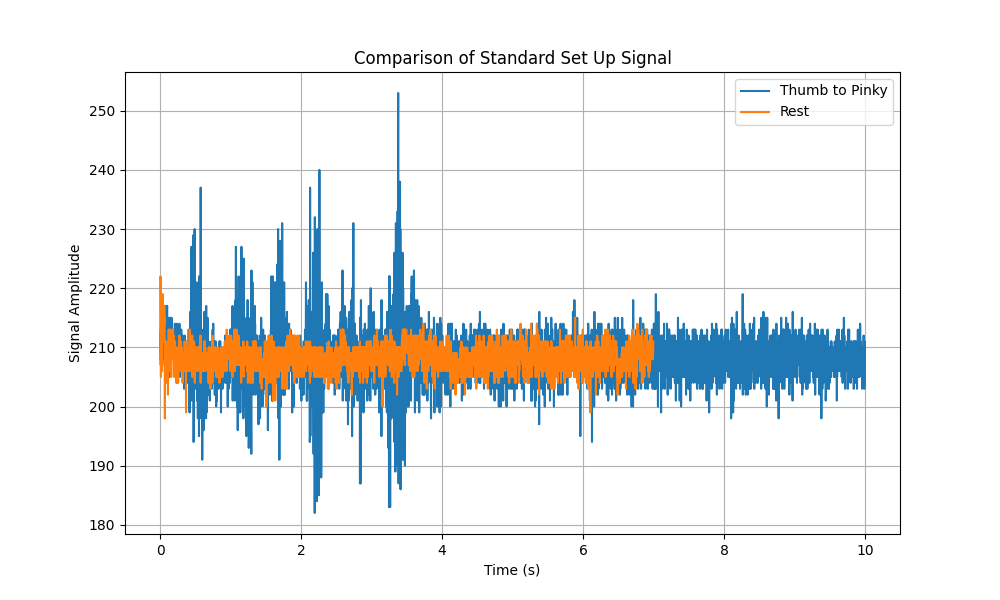 Comparison of Standard Set Up Signal
Thumb to Pinky
Rest
Signal Amplitude
250
240
230
220
210
200
190
180
0 2 4 6 8 10
Time (s)